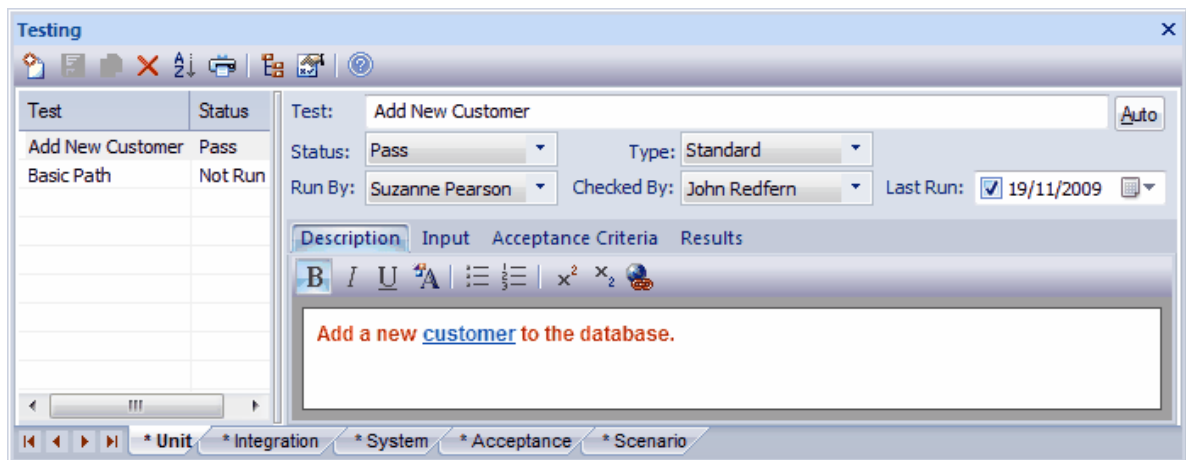 Testing
Test Status
Add New Customer Pass
Basic Path Not Run
Test: Add New Customer Auto
Status: Pass Type: Standard
Run By: Suzanne Pearson Checked By: John Redfern Last Run: 19/11/2009
Description Input Acceptance Criteria Results
B I U A x² x₂
Add a new customer to the database.
* Unit * Integration * System * Acceptance * Scenario